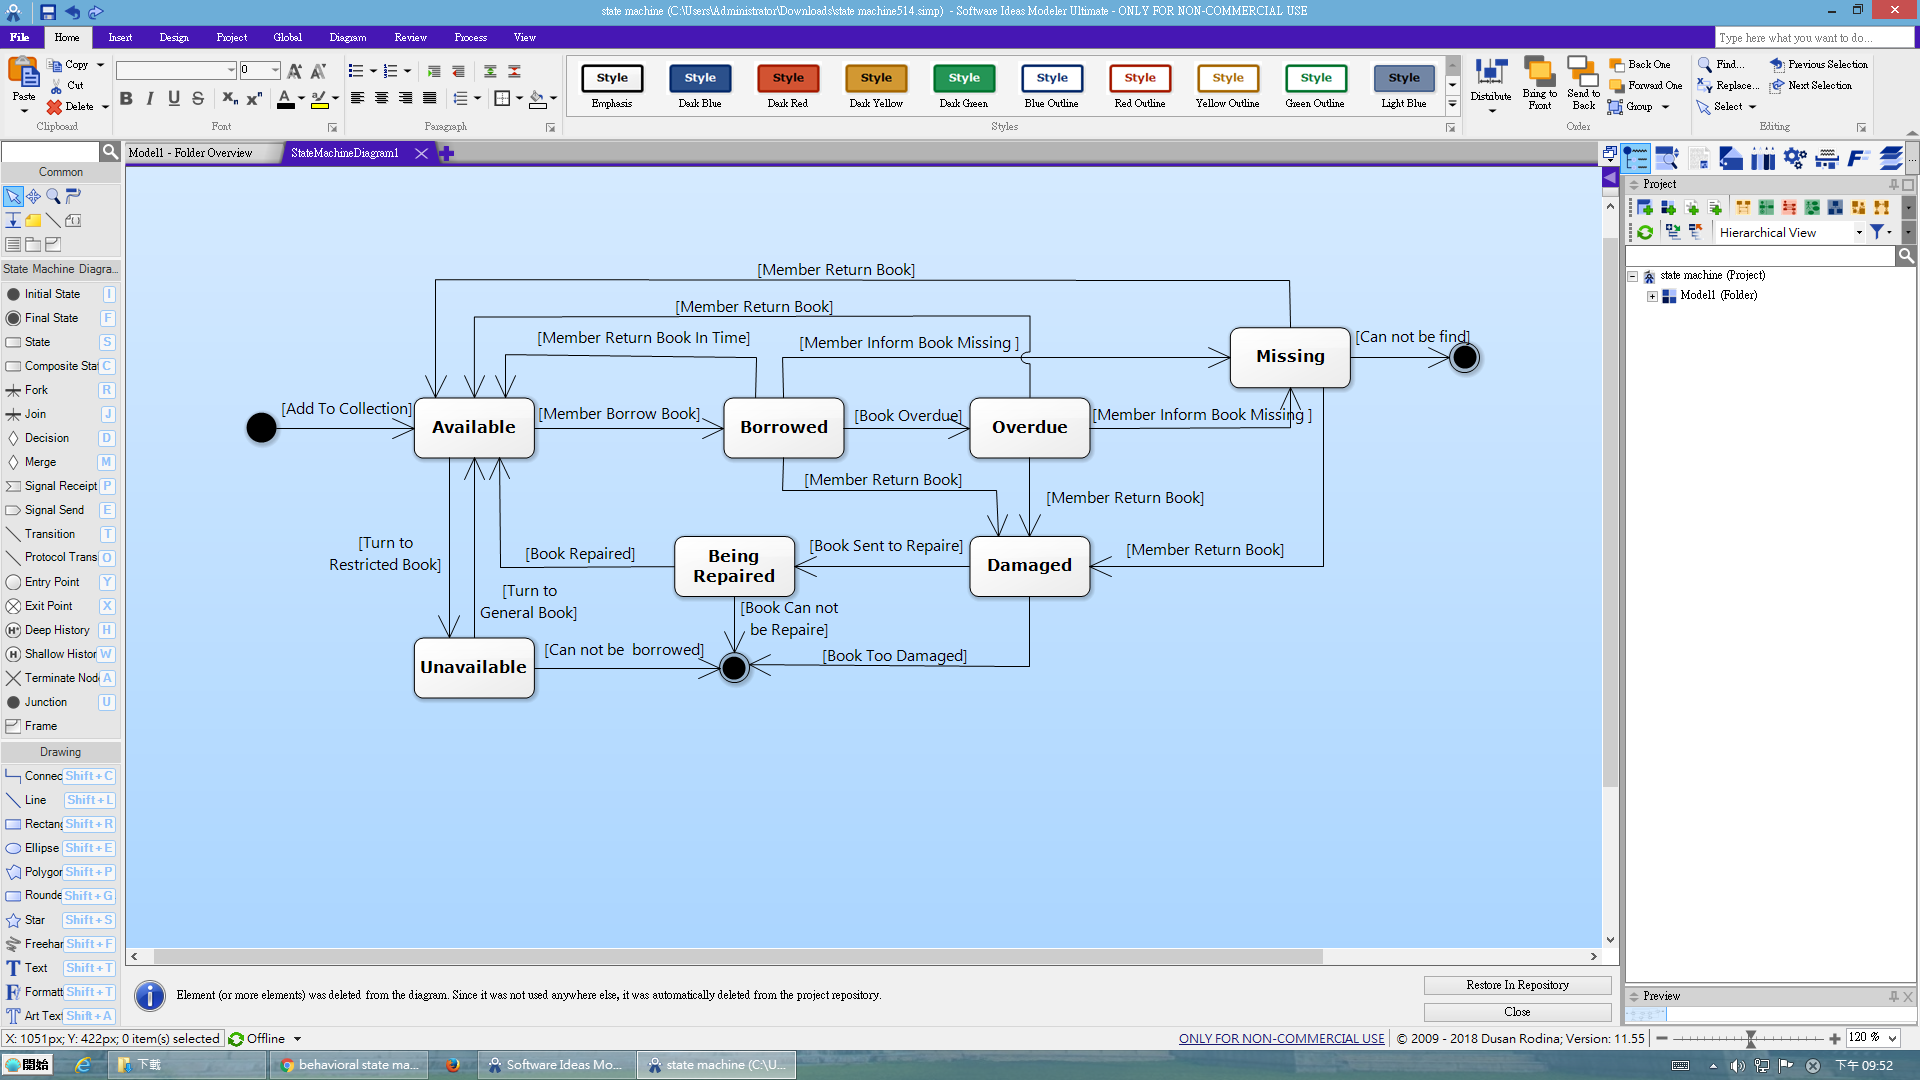 state machine (C:\Users\Administrator\Downloads\state machine514.simp)  - Software Ideas Modeler Ultimate - ONLY FOR NON-COMMERCIAL USE
File Home Insert Design Project Global Diagram Review Process View
Type here what you want to do...
Paste
Copy
Cut
Delete
Clipboard
0
B I U S
Font
Paragraph
Style Style Style Style Style Style Style Style Style Style
Emphasis Dark Blue Dark Red Dark Yellow Dark Green Blue Outline Red Outline Yellow Outline Green Outline Light Blue
Styles
Distribute
Bring to Front
Send to Back
Back One
Forward One
Group
Order
Find...
Replace...
Select
Previous Selection
Next Selection
Editing
Model1 - Folder Overview
StateMachineDiagram1
Common
State Machine Diagra...
Initial State I
Final State F
State S
Composite Stat C
Fork R
Join J
Decision D
Merge M
Signal Receipt P
Signal Send E
Transition T
Protocol Trans O
Entry Point Y
Exit Point X
Deep History H
Shallow Histor W
Terminate Nod A
Junction U
Frame
Drawing
Connec Shift+C
Line Shift+L
Rectang Shift+R
Ellipse Shift+E
Polygon Shift+P
Rounde Shift+G
Star Shift+S
Freehan Shift+F
Text Shift+T
Formatt Shift+T
Art Text Shift+A
[Member Return Book]
[Member Return Book]
[Member Return Book In Time]
[Member Inform Book Missing ]
[Can not be find]
Missing
[Add To Collection]
Available
[Member Borrow Book]
Borrowed
[Book Overdue]
Overdue
[Member Inform Book Missing ]
[Member Return Book]
[Member Return Book]
[Turn to
Restricted Book]
[Book Repaired]
Being
Repaired
[Book Sent to Repaire]
Damaged
[Member Return Book]
[Turn to
General Book]
[Book Can not
be Repaire]
Unavailable
[Can not be  borrowed]
[Book Too Damaged]
Project
Hierarchical View
state machine (Project)
Model1 (Folder)
Preview
Element (or more elements) was deleted from the diagram. Since it was not used anywhere else, it was automatically deleted from the project repository.
Restore In Repository
Close
X: 1051px; Y: 422px; 0 item(s) selected
Offline
ONLY FOR NON-COMMERCIAL USE
© 2009 - 2018 Dusan Rodina; Version: 11.55
120 %
開始
下載
behavioral state ma...
Software Ideas Mo...
state machine (C:\U...
下午 09:52